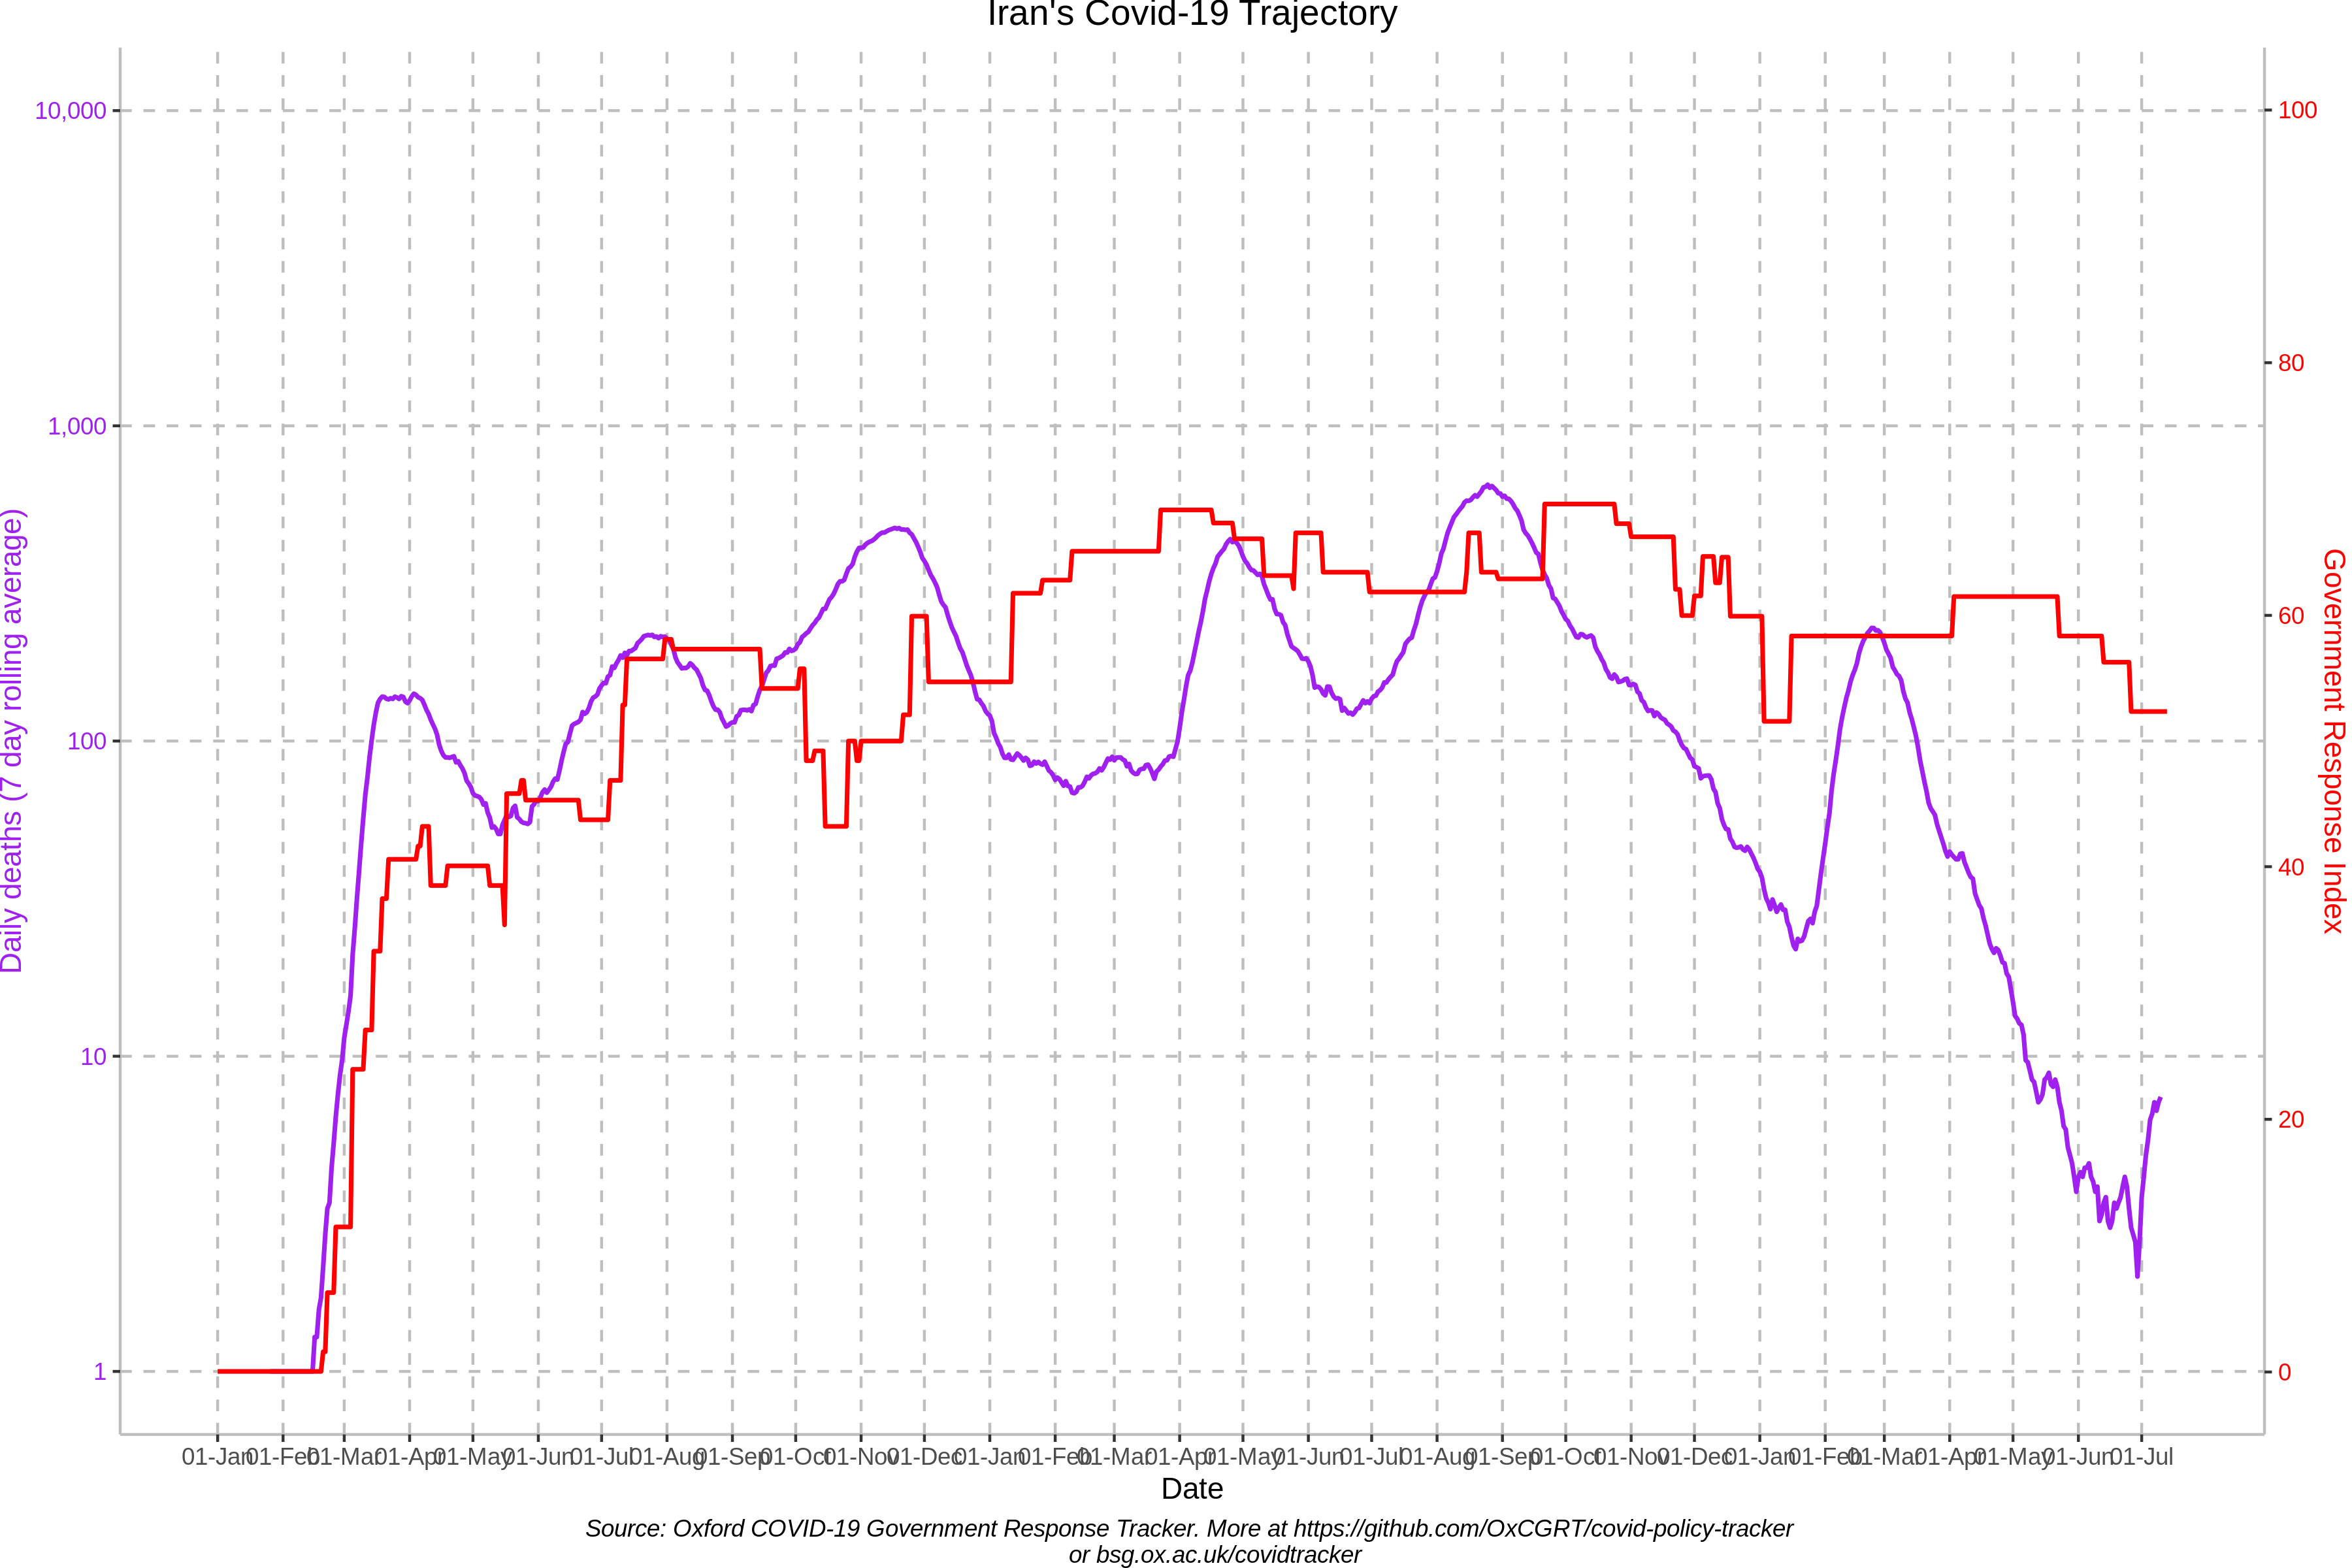 Iran's Covid-19 Trajectory
Daily deaths (7 day rolling average)
10,000
1,000
100
10
1
100
80
60
40
20
0
Government Response Index
01-Jan 01-Feb 01-Mar 01-Apr 01-May 01-Jun 01-Jul 01-Aug 01-Sep 01-Oct 01-Nov 01-Dec 01-Jan 01-Feb 01-Mar 01-Apr 01-May 01-Jun 01-Jul 01-Aug 01-Sep 01-Oct 01-Nov 01-Dec 01-Jan 01-Feb 01-Mar 01-Apr 01-May 01-Jun 01-Jul
Date
Source: Oxford COVID-19 Government Response Tracker. More at https://github.com/OxCGRT/covid-policy-tracker
or bsg.ox.ac.uk/covidtracker